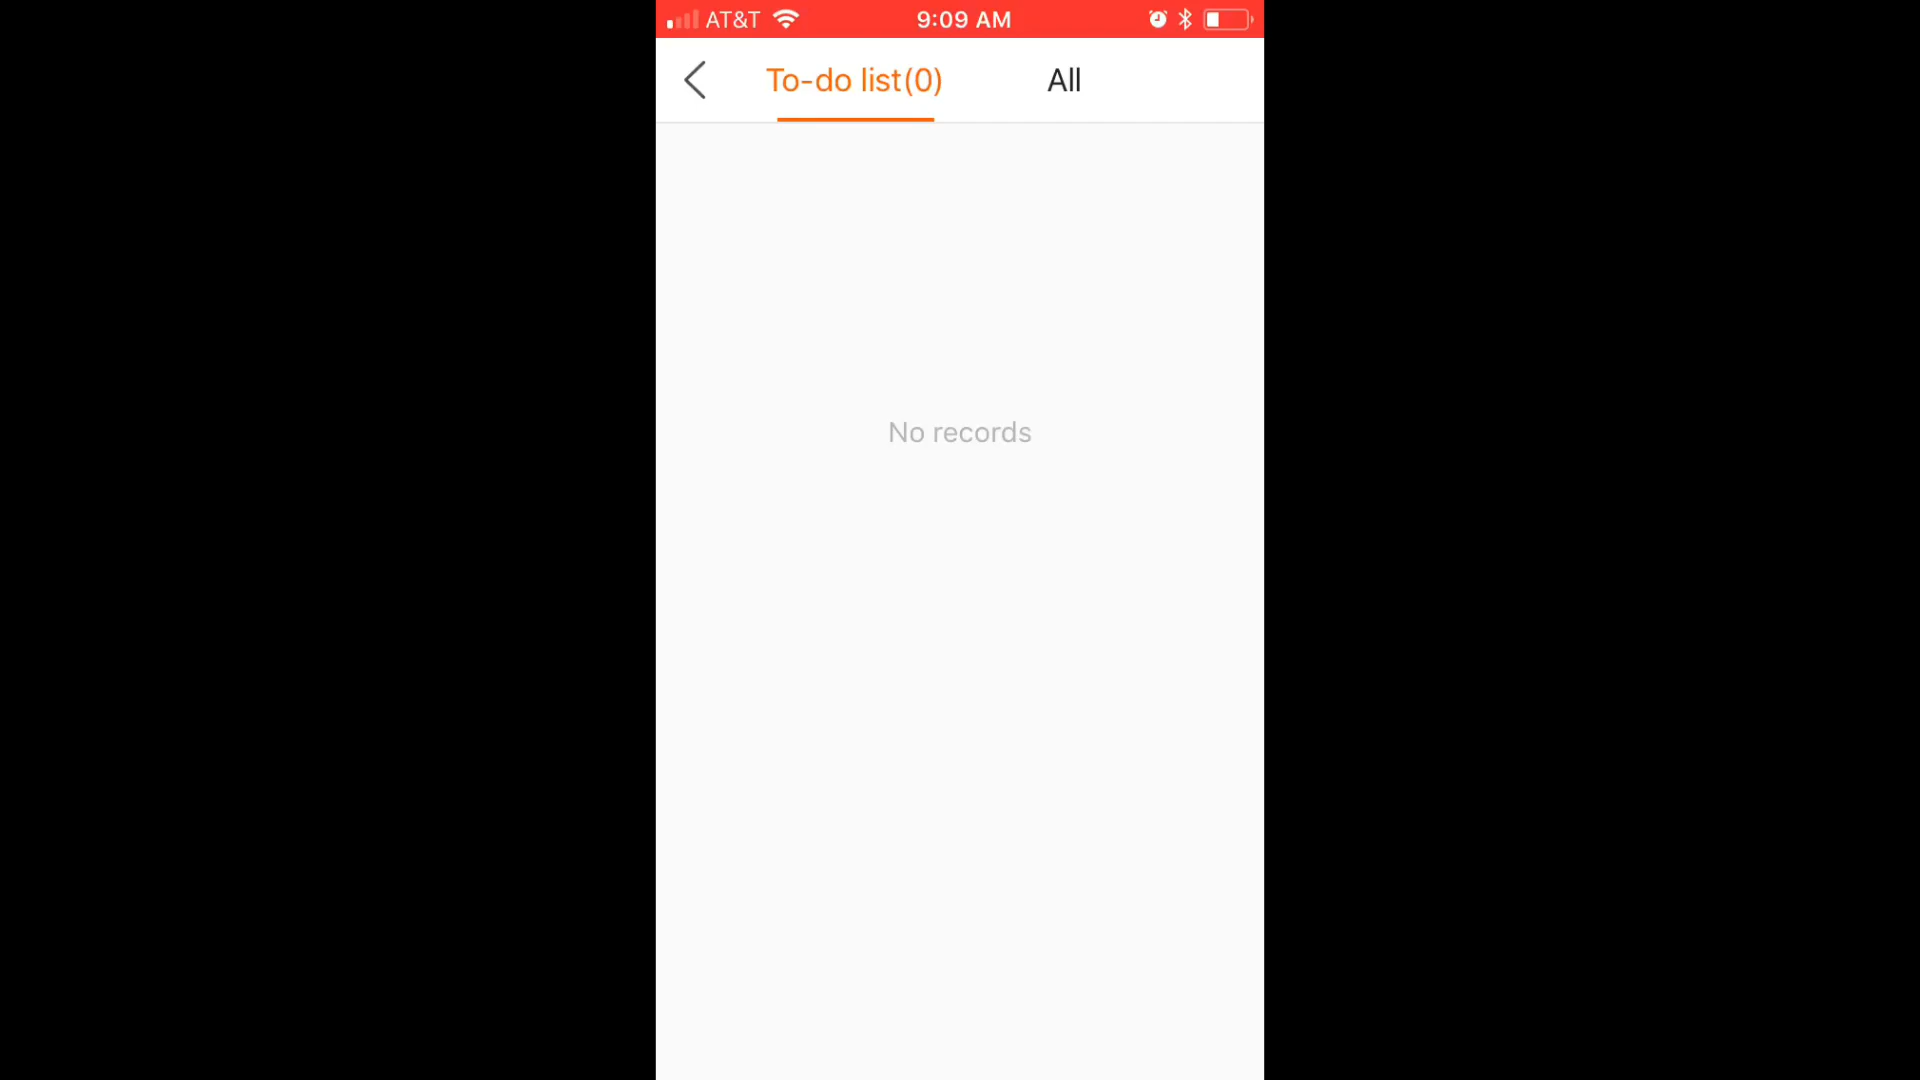 AT&T 9:09 AM
To-do list(0) All
No records